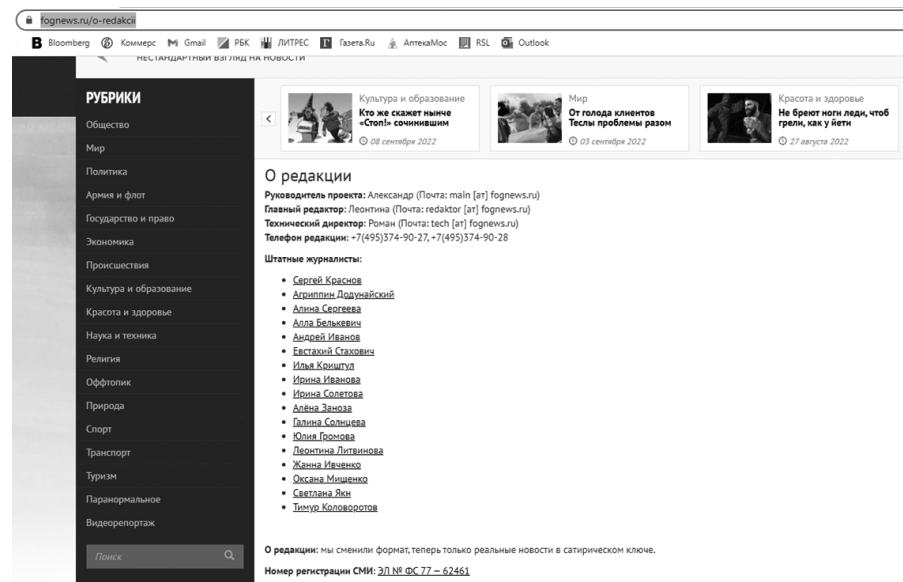 fognews.ru/o-redakcii
Bloomberg Коммерс Gmail РБК ЛИТРЕС Газета.Ru АптекаМос RSL Outlook
НЕСТАНДАРТНЫЙ ВЗГЛЯД НА НОВОСТИ
РУБРИКИ
Общество
Мир
Политика
Армия и флот
Государство и право
Экономика
Происшествия
Культура и образование
Красота и здоровье
Наука и техника
Религия
Оффтопик
Природа
Спорт
Транспорт
Туризм
Паранормальное
Видеорепортаж
Поиск
Культура и образование
Кто же скажет нынче
«Стоп!» сочинившим
08 сентября 2022
Мир
От голода клиентов
Теслы проблемы разом
03 сентября 2022
Красота и здоровье
Не бреют ноги леди, чтоб
грели, как у йети
27 августа 2022
О редакции
Руководитель проекта: Александр (Почта: main [ат] fognews.ru)
Главный редактор: Леонтина (Почта: redaktor [ат] fognews.ru)
Технический директор: Роман (Почта: tech [ат] fognews.ru)
Телефон редакции: +7(495)374-90-27, +7(495)374-90-28
Штатные журналисты:
• Сергей Краснов
• Агриппин Додунайский
• Алина Сергеева
• Алла Белькевич
• Андрей Иванов
• Евстахий Стахович
• Илья Криштул
• Ирина Иванова
• Ирина Солетова
• Алёна Заноза
• Галина Солнцева
• Юлия Громова
• Леонтина Литвинова
• Жанна Ивченко
• Оксана Мищенко
• Светлана Якн
• Тимур Коловоротов
О редакции: мы сменили формат, теперь только реальные новости в сатирическом ключе.
Номер регистрации СМИ: ЭЛ № ФС 77 — 62461